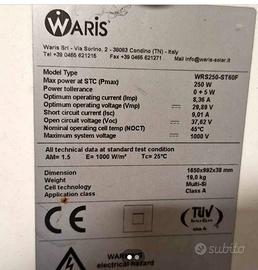 WARIS
Waris Srl - Via Sorino, 2 - 38083 Condino (TN) - Italy
Tel +39 0465 621215
Fax +39 0465 621271 Mail info@waris-solar.it
Model Type WRS250-ST60F
Max power at STC (Pmax) 250 W
Power tollerance 0 + 5 W
Optimum operating current (Imp) 8,36 A
Optimum operating voltage (Vmp) 29,89 V
Short circuit current (Isc) 9,01 A
Open circuit voltage (Voc) 37,62 V
Nominal operating cell temp (NOCT) 45°C
Maximum system voltage 1000 V
All technical data at standard test condition
AM= 1.5 E= 1000 W/m² Tc= 25°C
Dimension 1650x992x38 mm
Weight 19,0 kg
Cell technology Multi-Si
Application class Class A
CE
TÜV
WARNING
electrical hazard
subito